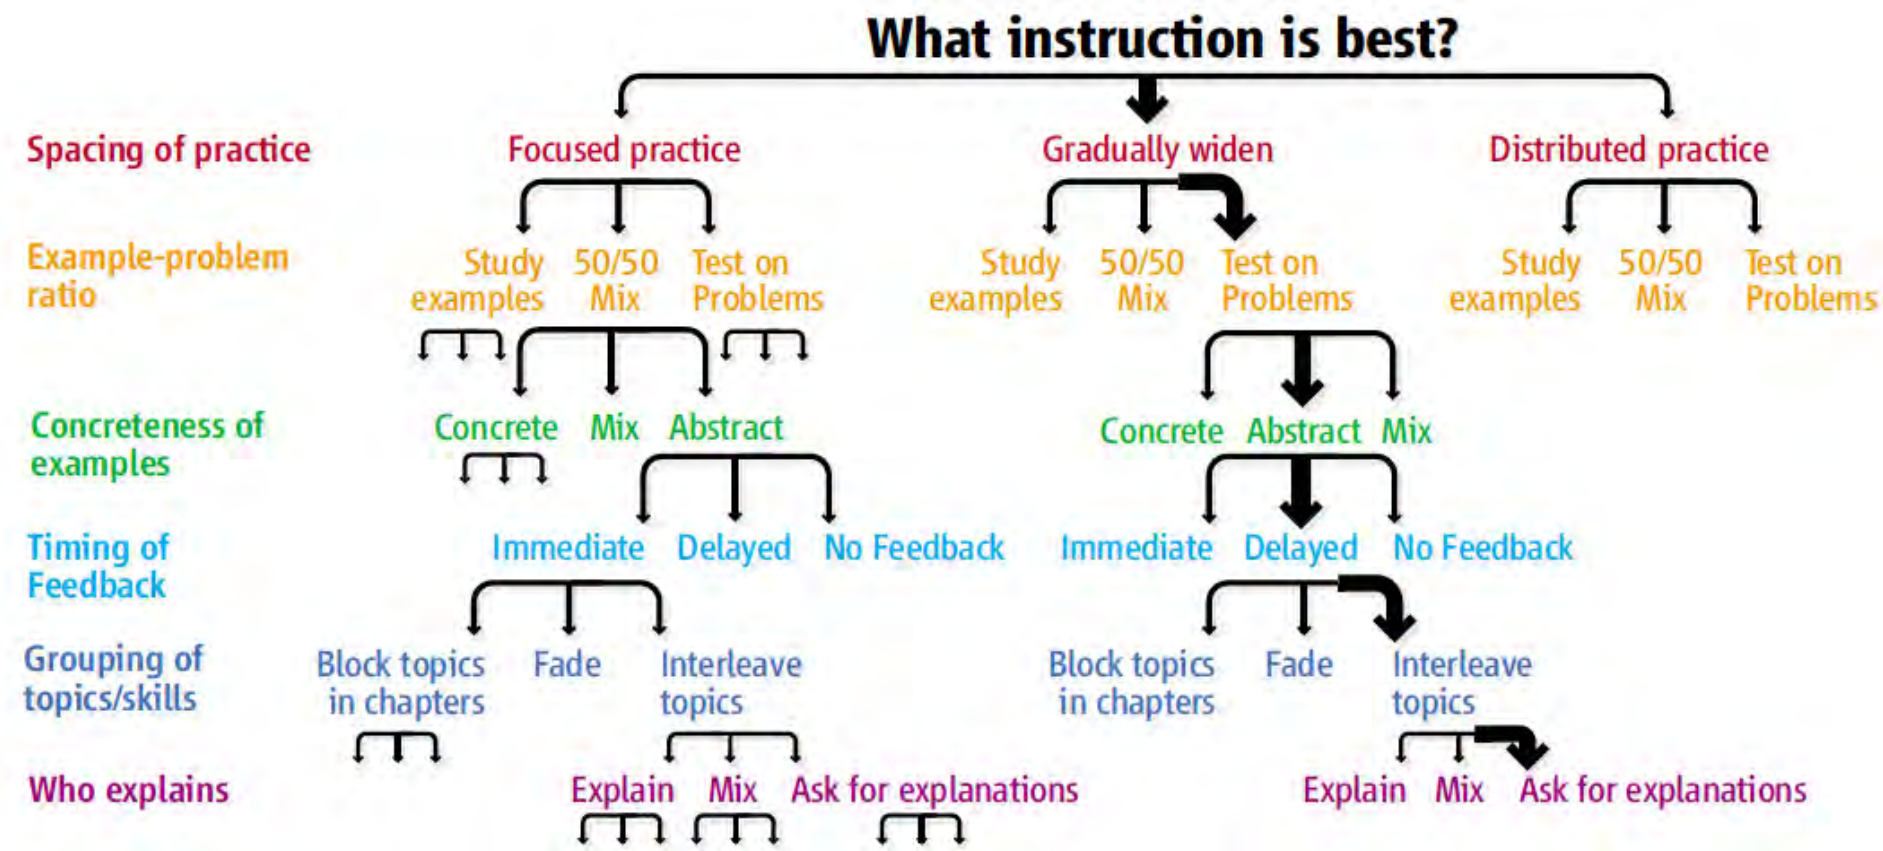 What instruction is best?
Spacing of practice
Focused practice
Gradually widen
Distributed practice
Example-problem
ratio
Study
examples
50/50
Mix
Test on
Problems
Study
examples
50/50
Mix
Test on
Problems
Study
examples
50/50
Mix
Test on
Problems
Concreteness of
examples
Concrete
Mix
Abstract
Concrete
Abstract
Mix
Timing of
Feedback
Immediate
Delayed
No Feedback
Immediate
Delayed
No Feedback
Grouping of
topics/skills
Block topics
in chapters
Fade
Interleave
topics
Block topics
in chapters
Fade
Interleave
topics
Who explains
Explain
Mix
Ask for explanations
Explain
Mix
Ask for explanations